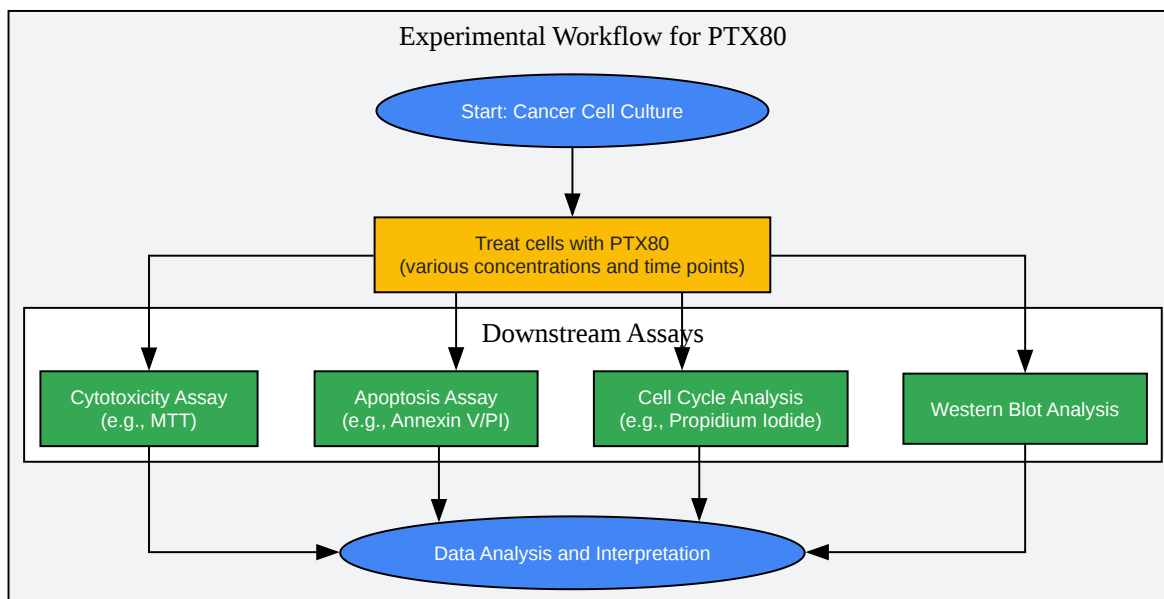 Experimental Workflow for PTX80
Start: Cancer Cell Culture
Treat cells with PTX80
(various concentrations and time points)
Downstream Assays
Cytotoxicity Assay
(e.g., MTT)
Apoptosis Assay
(e.g., Annexin V/PI)
Cell Cycle Analysis
(e.g., Propidium Iodide)
Western Blot Analysis
Data Analysis and Interpretation